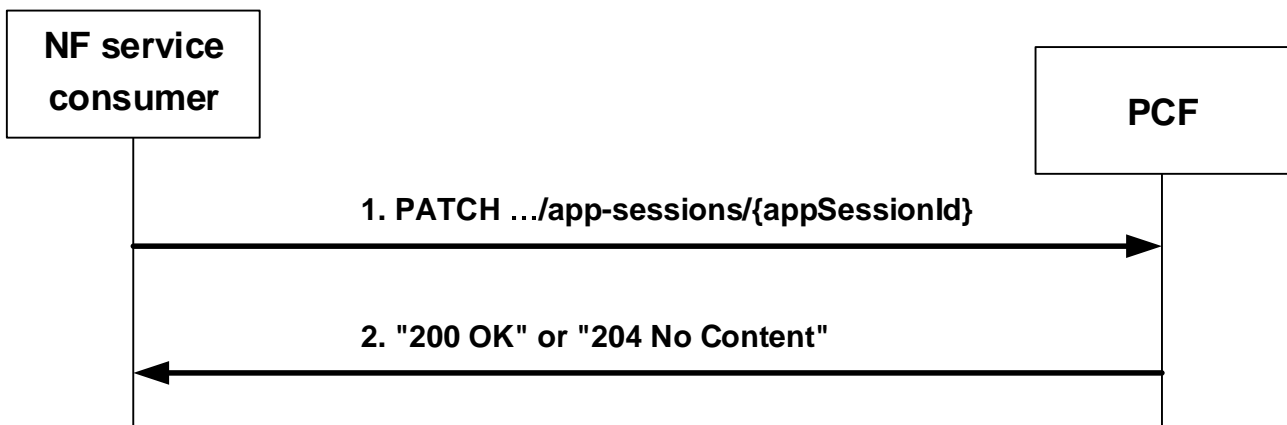 NF service
consumer
PCF
1. PATCH …/app-sessions/{appSessionId}
2. "200 OK" or "204 No Content"